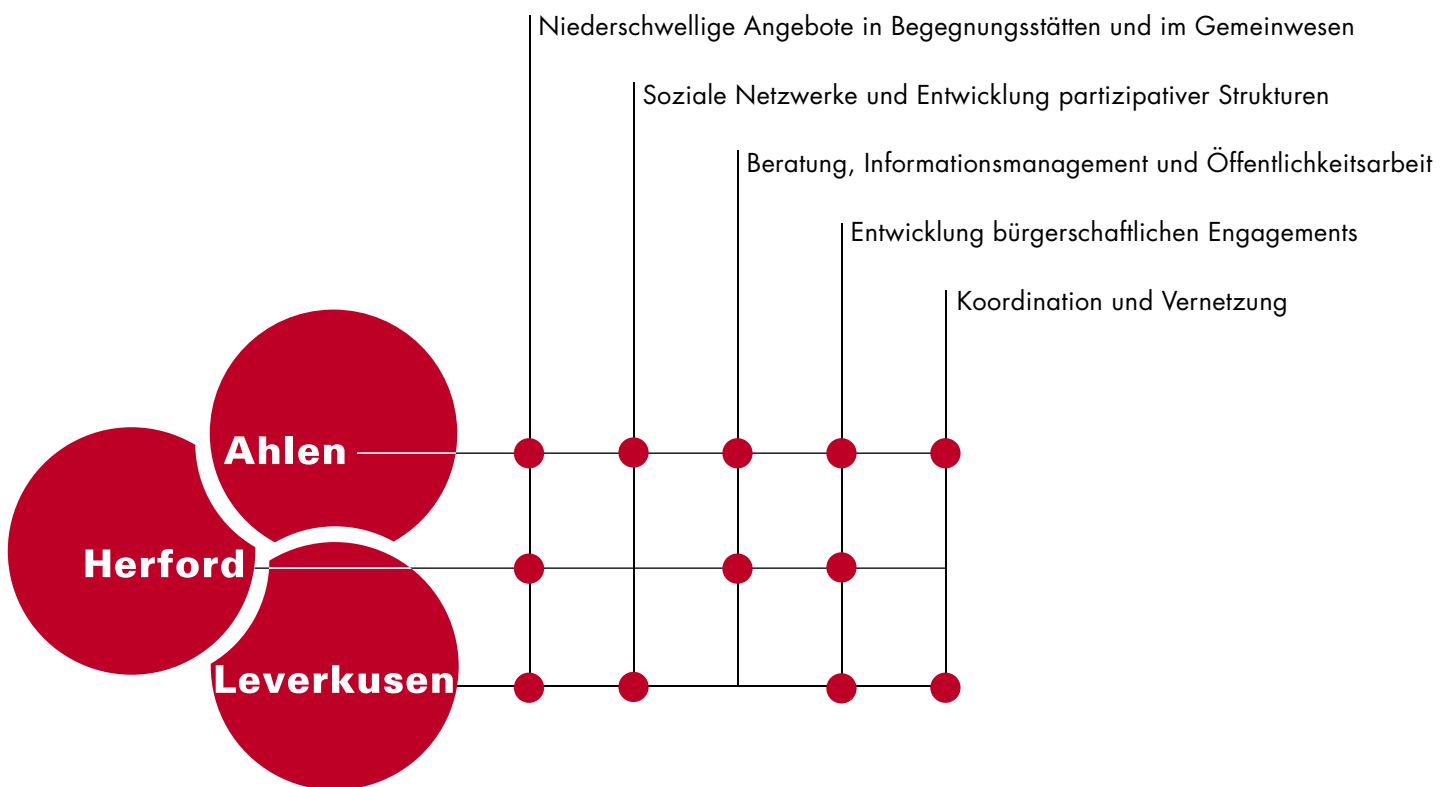 Niederschwellige Angebote in Begegnungsstätten und im Gemeinwesen
Soziale Netzwerke und Entwicklung partizipativer Strukturen
Beratung, Informationsmanagement und Öffentlichkeitsarbeit
Entwicklung bürgerschaftlichen Engagements
Koordination und Vernetzung
Ahlen
Herford
Leverkusen